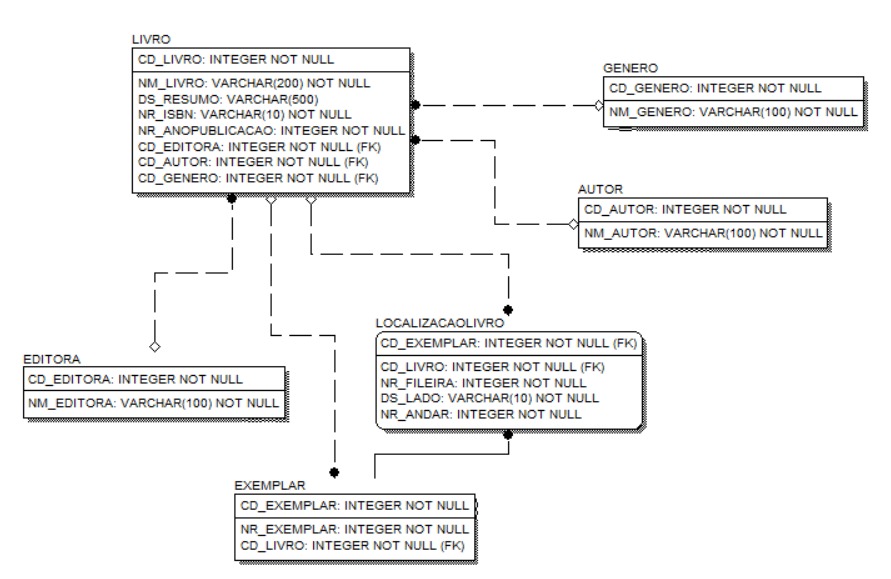 LIVRO
CD_LIVRO: INTEGER NOT NULL
NM_LIVRO: VARCHAR(200) NOT NULL
DS_RESUMO: VARCHAR(500)
NR_ISBN: VARCHAR(10) NOT NULL
NR_ANOPUBLICACAO: INTEGER NOT NULL
CD_EDITORA: INTEGER NOT NULL (FK)
CD_AUTOR: INTEGER NOT NULL (FK)
CD_GENERO: INTEGER NOT NULL (FK)
GENERO
CD_GENERO: INTEGER NOT NULL
NM_GENERO: VARCHAR(100) NOT NULL
AUTOR
CD_AUTOR: INTEGER NOT NULL
NM_AUTOR: VARCHAR(100) NOT NULL
LOCALIZACAOLIVRO
CD_EXEMPLAR: INTEGER NOT NULL (FK)
CD_LIVRO: INTEGER NOT NULL (FK)
NR_FILEIRA: INTEGER NOT NULL
DS_LADO: VARCHAR(10) NOT NULL
NR_ANDAR: INTEGER NOT NULL
EDITORA
CD_EDITORA: INTEGER NOT NULL
NM_EDITORA: VARCHAR(100) NOT NULL
EXEMPLAR
CD_EXEMPLAR: INTEGER NOT NULL
NR_EXEMPLAR: INTEGER NOT NULL
CD_LIVRO: INTEGER NOT NULL (FK)